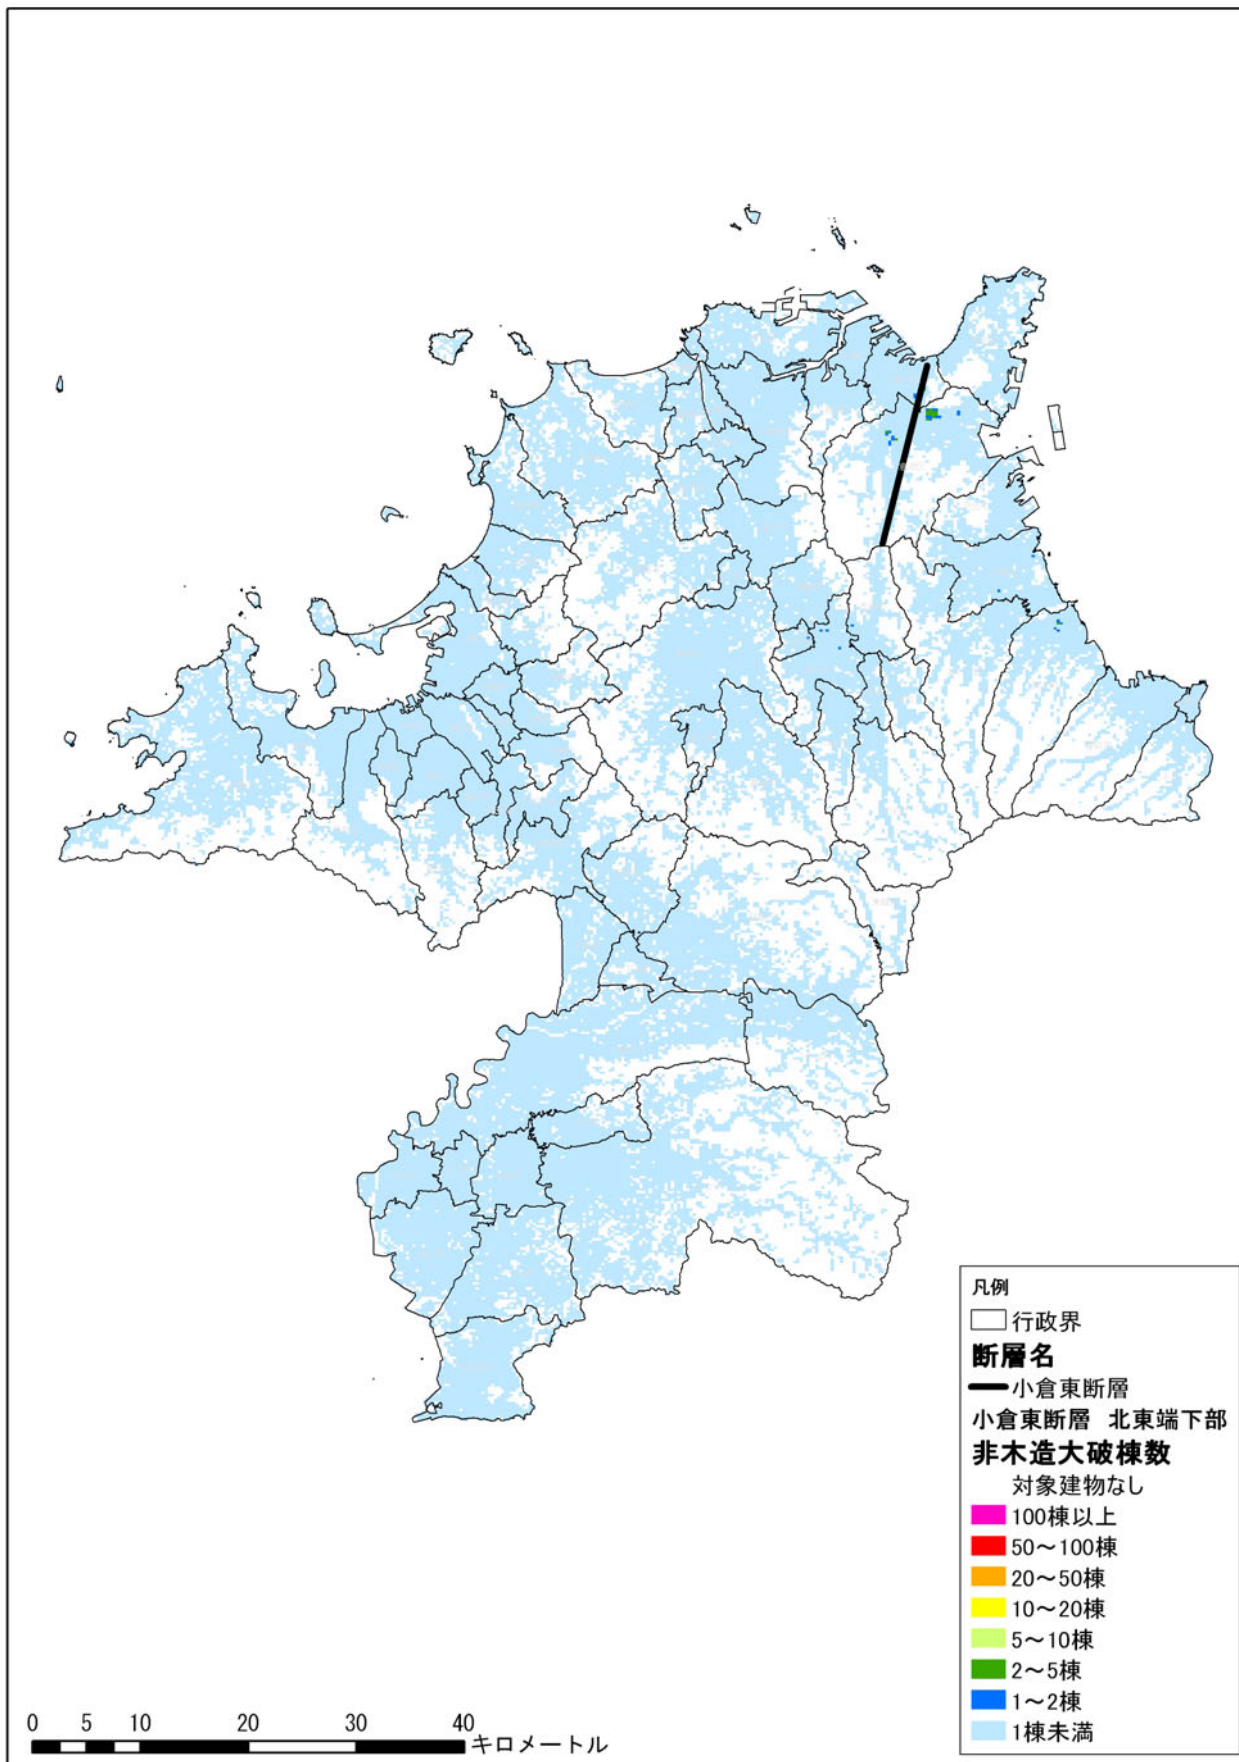 凡例
行政界
断層名
小倉東断層
小倉東断層 北東端下部
非木造大破棟数
対象建物なし
100棟以上
50～100棟
20～50棟
10～20棟
5～10棟
2～5棟
1～2棟
1棟未満
0 5 10 20 30 40
キロメートル